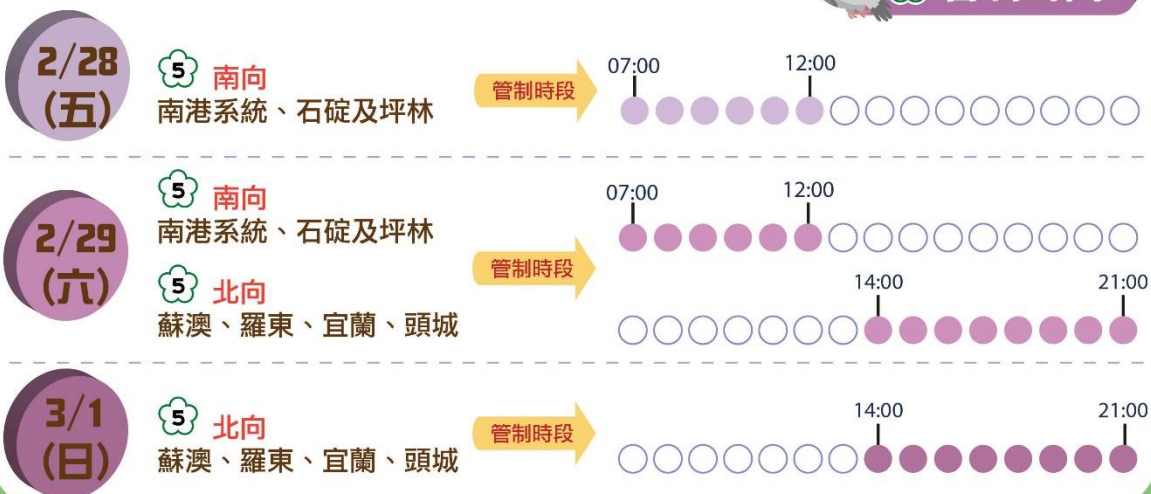 2/28
(五)
5 南向
南港系統、石碇及坪林
管制時段
07:00 12:00
2/29
(六)
5 南向
南港系統、石碇及坪林
5 北向
蘇澳、羅東、宜蘭、頭城
管制時段
07:00 12:00
14:00 21:00
3/1
(日)
5 北向
蘇澳、羅東、宜蘭、頭城
管制時段
14:00 21:00